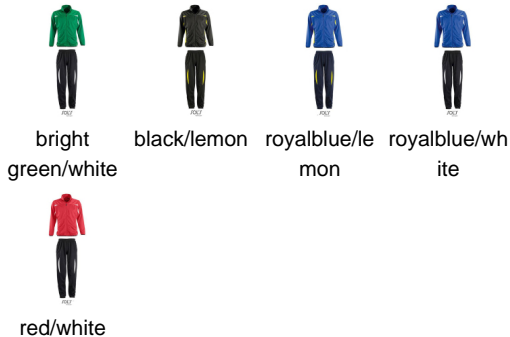 bright
green/white
black/lemon
royalblue/le
mon
royalblue/wh
ite
red/white